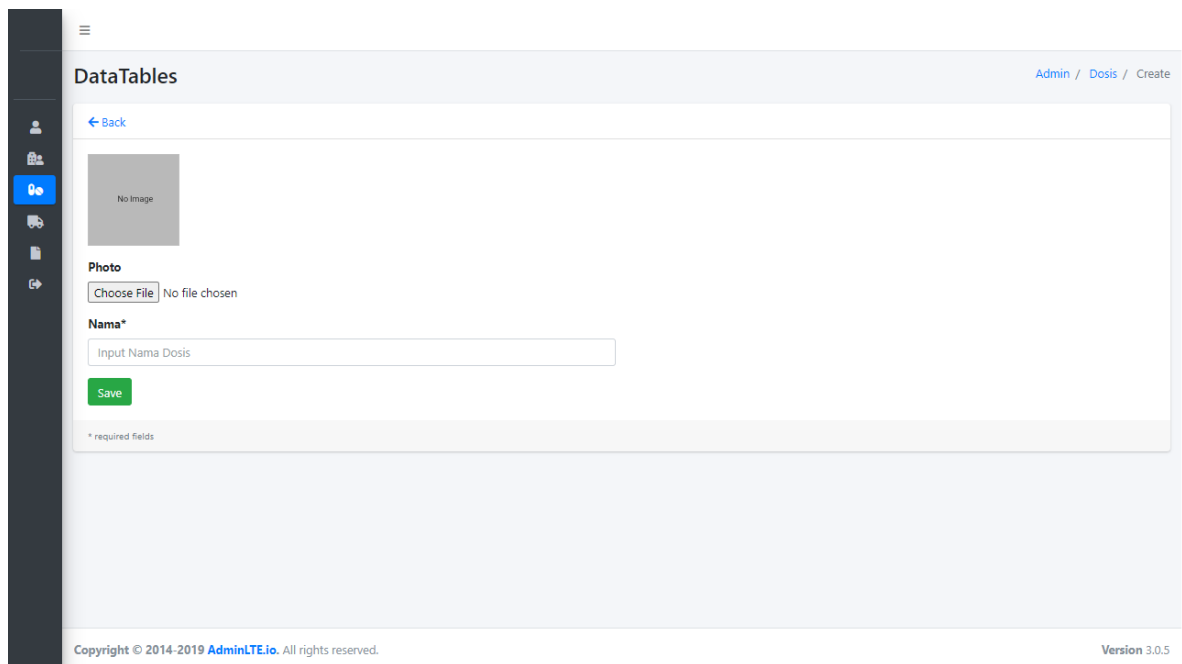 DataTables
Admin / Dosis / Create
Back
No Image
Photo
Choose File No file chosen
Nama*
Input Nama Dosis
Save
* required fields
Copyright © 2014-2019 AdminLTE.io. All rights reserved.
Version 3.0.5